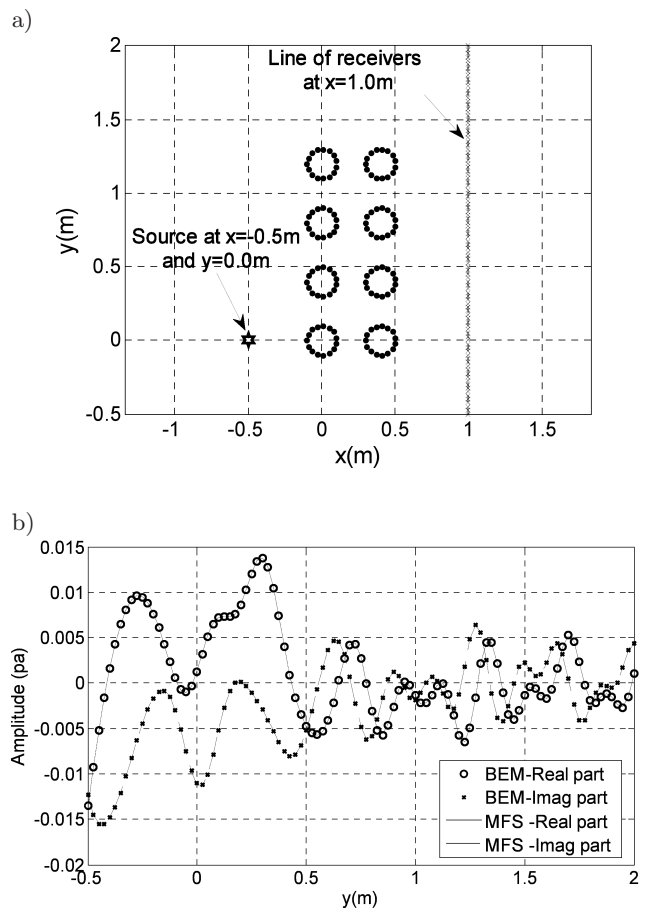 a)
2
1.5
1
0.5
0
-0.5
y(m)
Line of receivers
at x=1.0m
Source at x=-0.5m
and y=0.0m
-1
-0.5
0
0.5
1
1.5
x(m)
b)
0.015
0.01
0.005
0
-0.005
-0.01
-0.015
-0.02
Amplitude (pa)
BEM-Real part
BEM-Imag part
MFS -Real part
MFS -Imag part
-0.5
0
0.5
1
1.5
2
y(m)